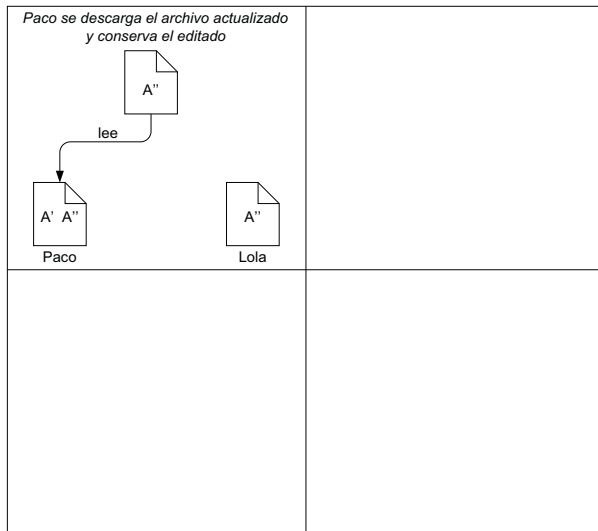 Paco se descarga el archivo actualizado
y conserva el editado
A''
lee
A' A''
A''
Paco
Lola